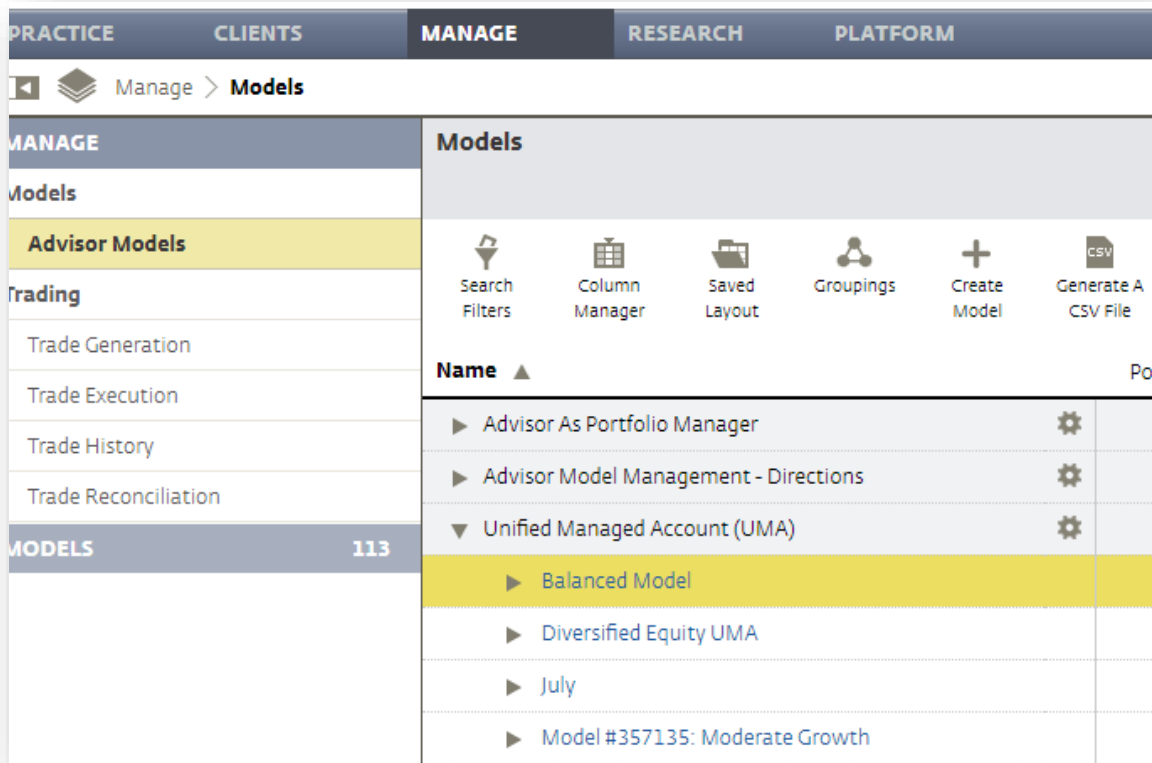 PRACTICE CLIENTS MANAGE RESEARCH PLATFORM
Manage > Models
MANAGE
Models
Advisor Models
Trading
Trade Generation
Trade Execution
Trade History
Trade Reconciliation
MODELS 113
Models
Search Filters
Column Manager
Saved Layout
Groupings
Create Model
CSV
Generate A CSV File
Name
Po
Advisor As Portfolio Manager
Advisor Model Management - Directions
Unified Managed Account (UMA)
Balanced Model
Diversified Equity UMA
July
Model #357135: Moderate Growth